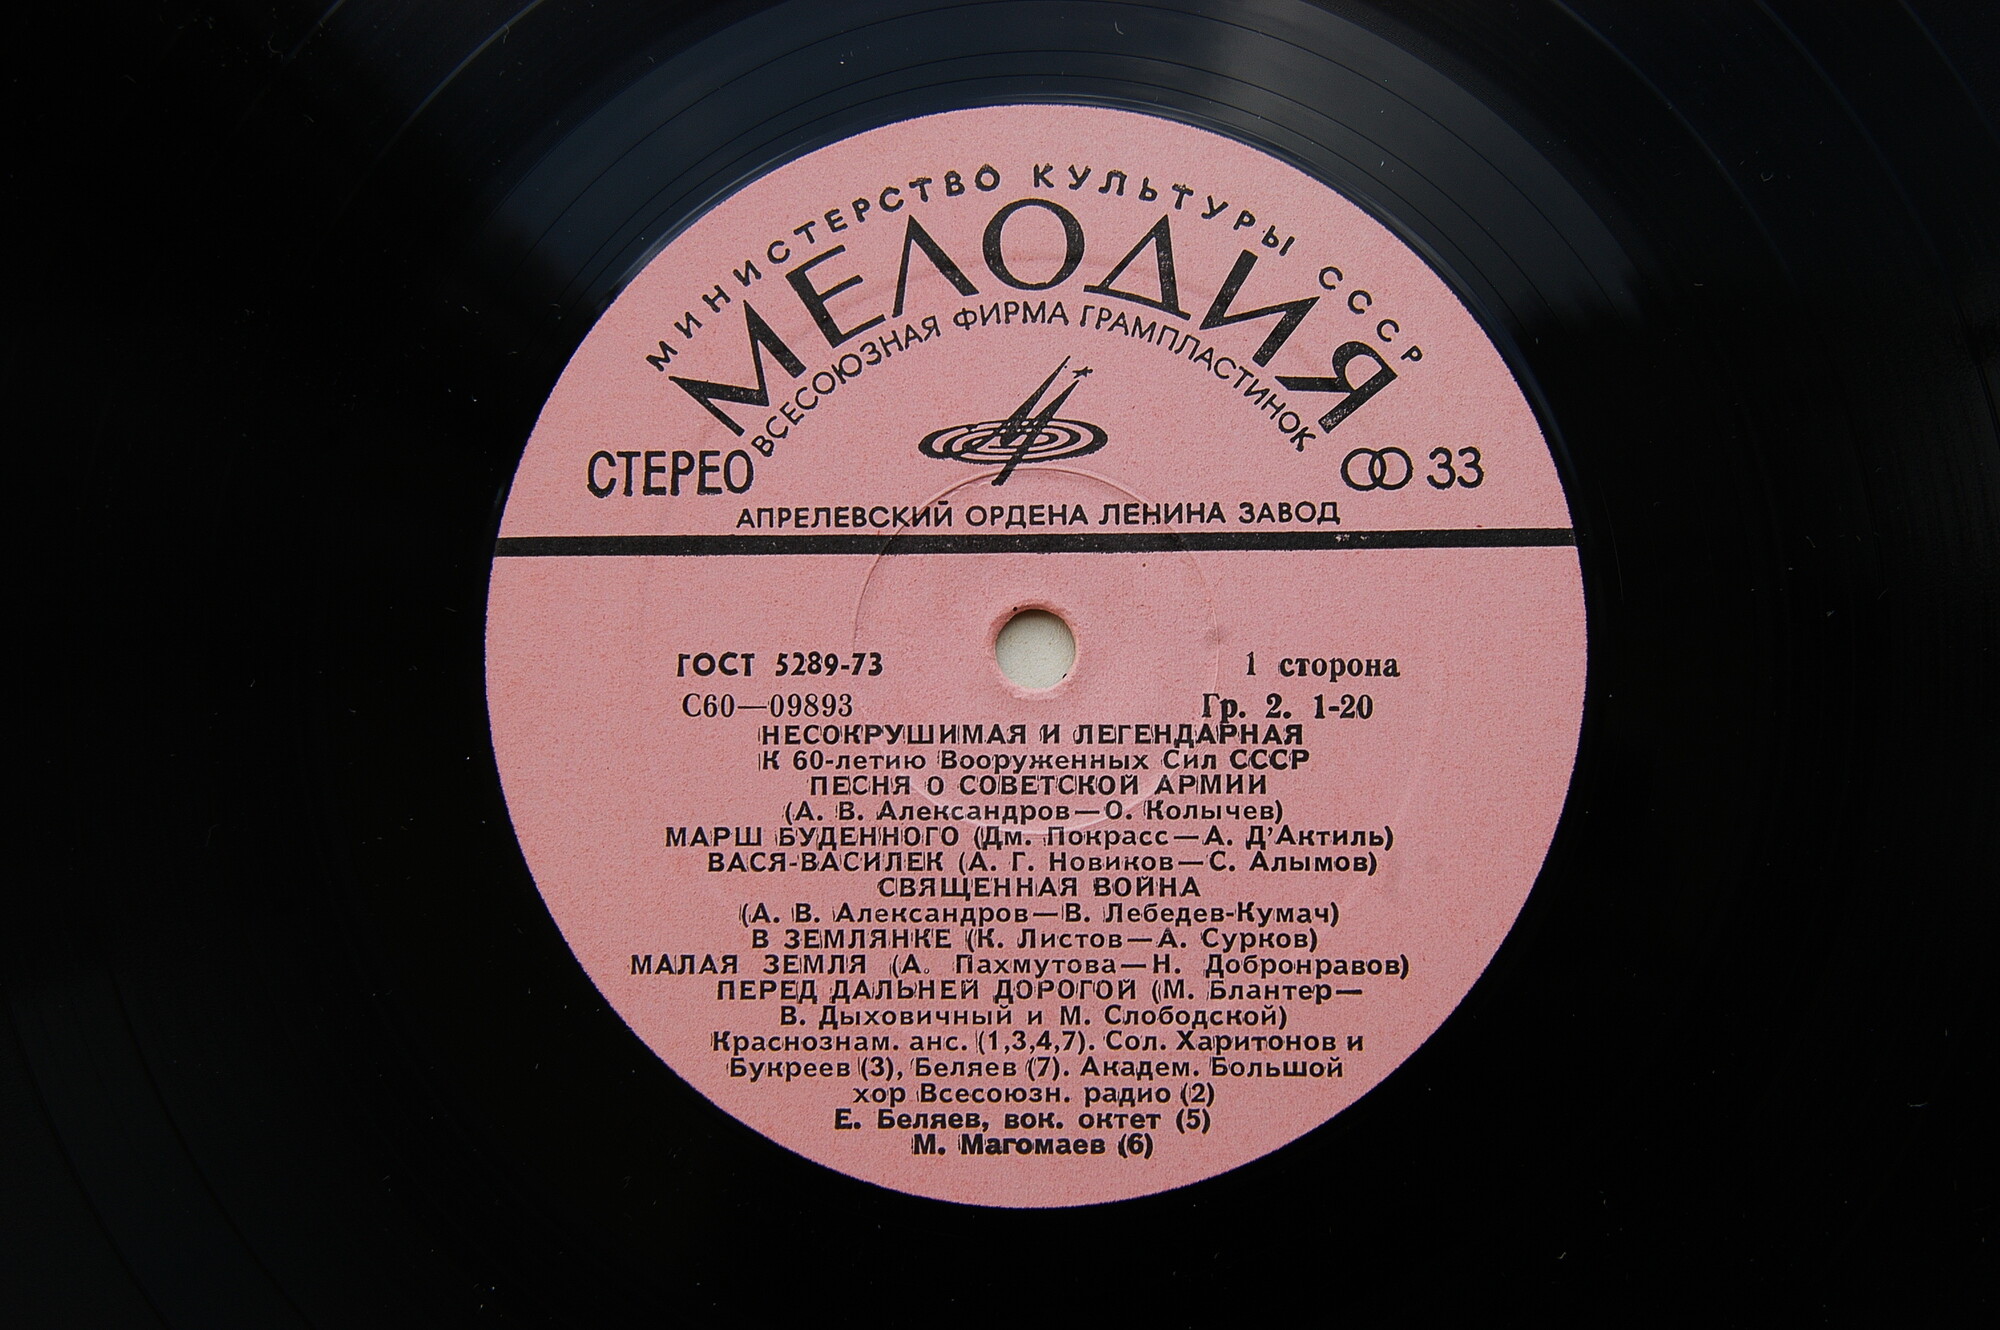 МИНИСТЕРСТВО КУЛЬТУРЫ СССР
МЕЛОДИЯ
ВСЕСОЮЗНАЯ ФИРМА ГРАМПЛАСТИНОК
СТЕРЕО
33
АПРЕЛЕВСКИЙ ОРДЕНА ЛЕНИНА ЗАВОД
ГОСТ 5289-73 1 сторона
С60—09893 Гр. 2. 1-20
НЕСОКРУШИМАЯ И ЛЕГЕНДАРНАЯ
К 60-летию Вооруженных Сил СССР
ПЕСНЯ О СОВЕТСКОЙ АРМИИ
(А. В. Александров—О. Колычев)
МАРШ БУДЕННОГО (Дм. Покрасс—А. Д'Актиль)
ВАСЯ-ВАСИЛЕК (А. Г. Новиков—С. Алымов)
СВЯЩЕННАЯ ВОЙНА
(А. В. Александров—В. Лебедев-Кумач)
В ЗЕМЛЯНКЕ (К. Листов—А. Сурков)
МАЛАЯ ЗЕМЛЯ (А. Пахмутова—Н. Добронравов)
ПЕРЕД ДАЛЬНЕЙ ДОРОГОЙ (М. Блантер—
В. Дыховичный и М. Слободской)
Краснознам. анс. (1,3,4,7). Сол. Харитонов и
Букреев (3), Беляев (7). Академ. Большой
хор Всесоюзн. радио (2)
Е. Беляев, вок. октет (5)
М. Магомаев (6)